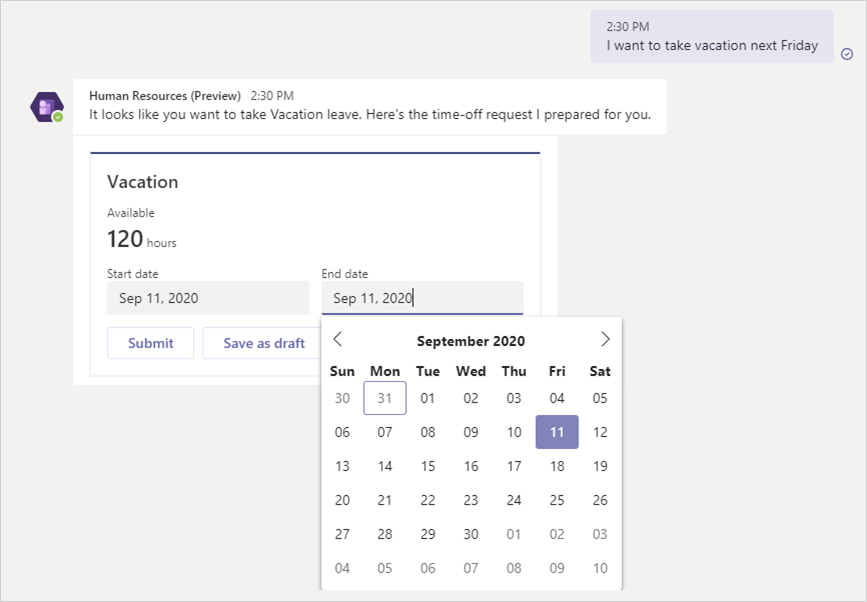 2:30 PM
I want to take vacation next Friday
Human Resources (Preview) 2:30 PM
It looks like you want to take Vacation leave. Here's the time-off request I prepared for you.
Vacation
Available
120 hours
Start date End date
Sep 11, 2020 Sep 11, 2020
Submit Save as draft
September 2020
Sun Mon Tue Wed Thu Fri Sat
30 31 01 02 03 04 05
06 07 08 09 10 11 12
13 14 15 16 17 18 19
20 21 22 23 24 25 26
27 28 29 30 01 02 03
04 05 06 07 08 09 10